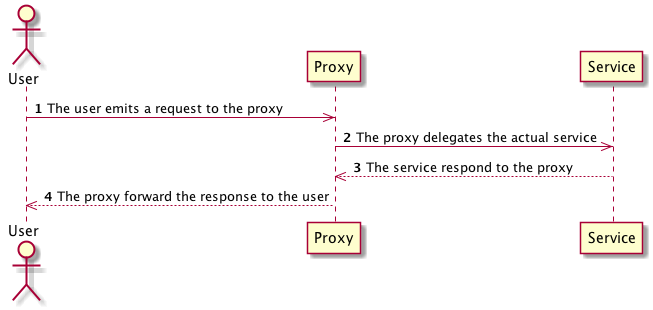 User
Proxy
Service
1 The user emits a request to the proxy
2 The proxy delegates the actual service
3 The service respond to the proxy
4 The proxy forward the response to the user
User
Proxy
Service